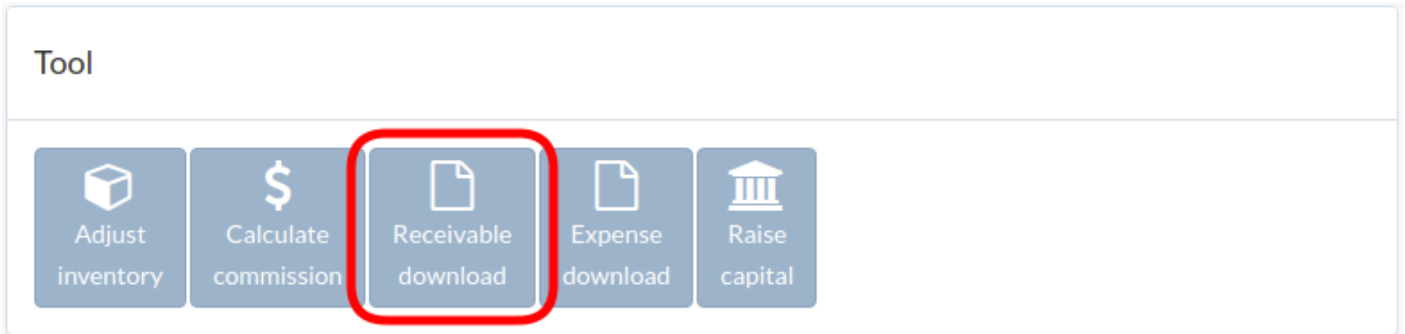 Tool
Adjust
inventory
Calculate
commission
Receivable
download
Expense
download
Raise
capital